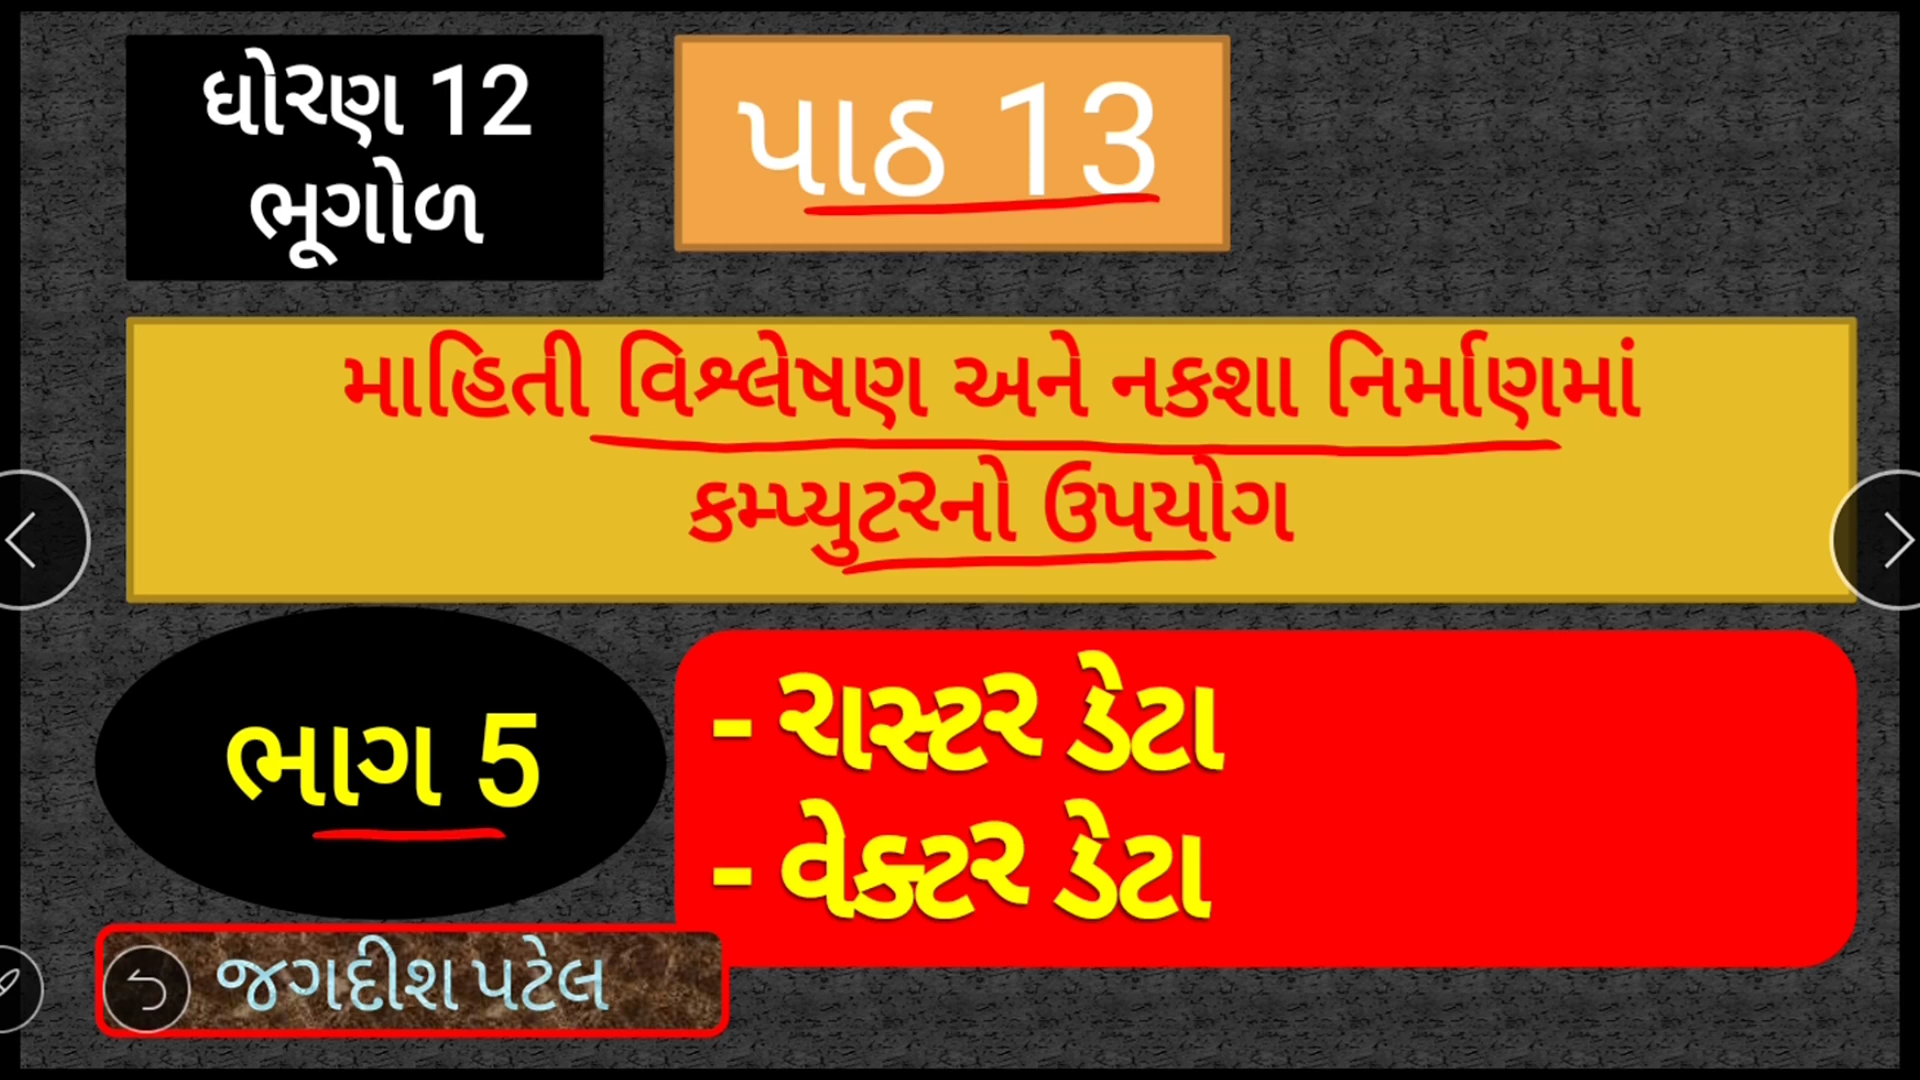 ધોરણ 12
ભૂગોળ
પાઠ 13
માહિતી વિશ્લેષણ અને નકશા નિર્માણમાં
કમ્પ્યુટરનો ઉપયોગ
ભાગ 5
- રાસ્ટર ડેટા
- વેક્ટર ડેટા
જગદીશ પટેલ